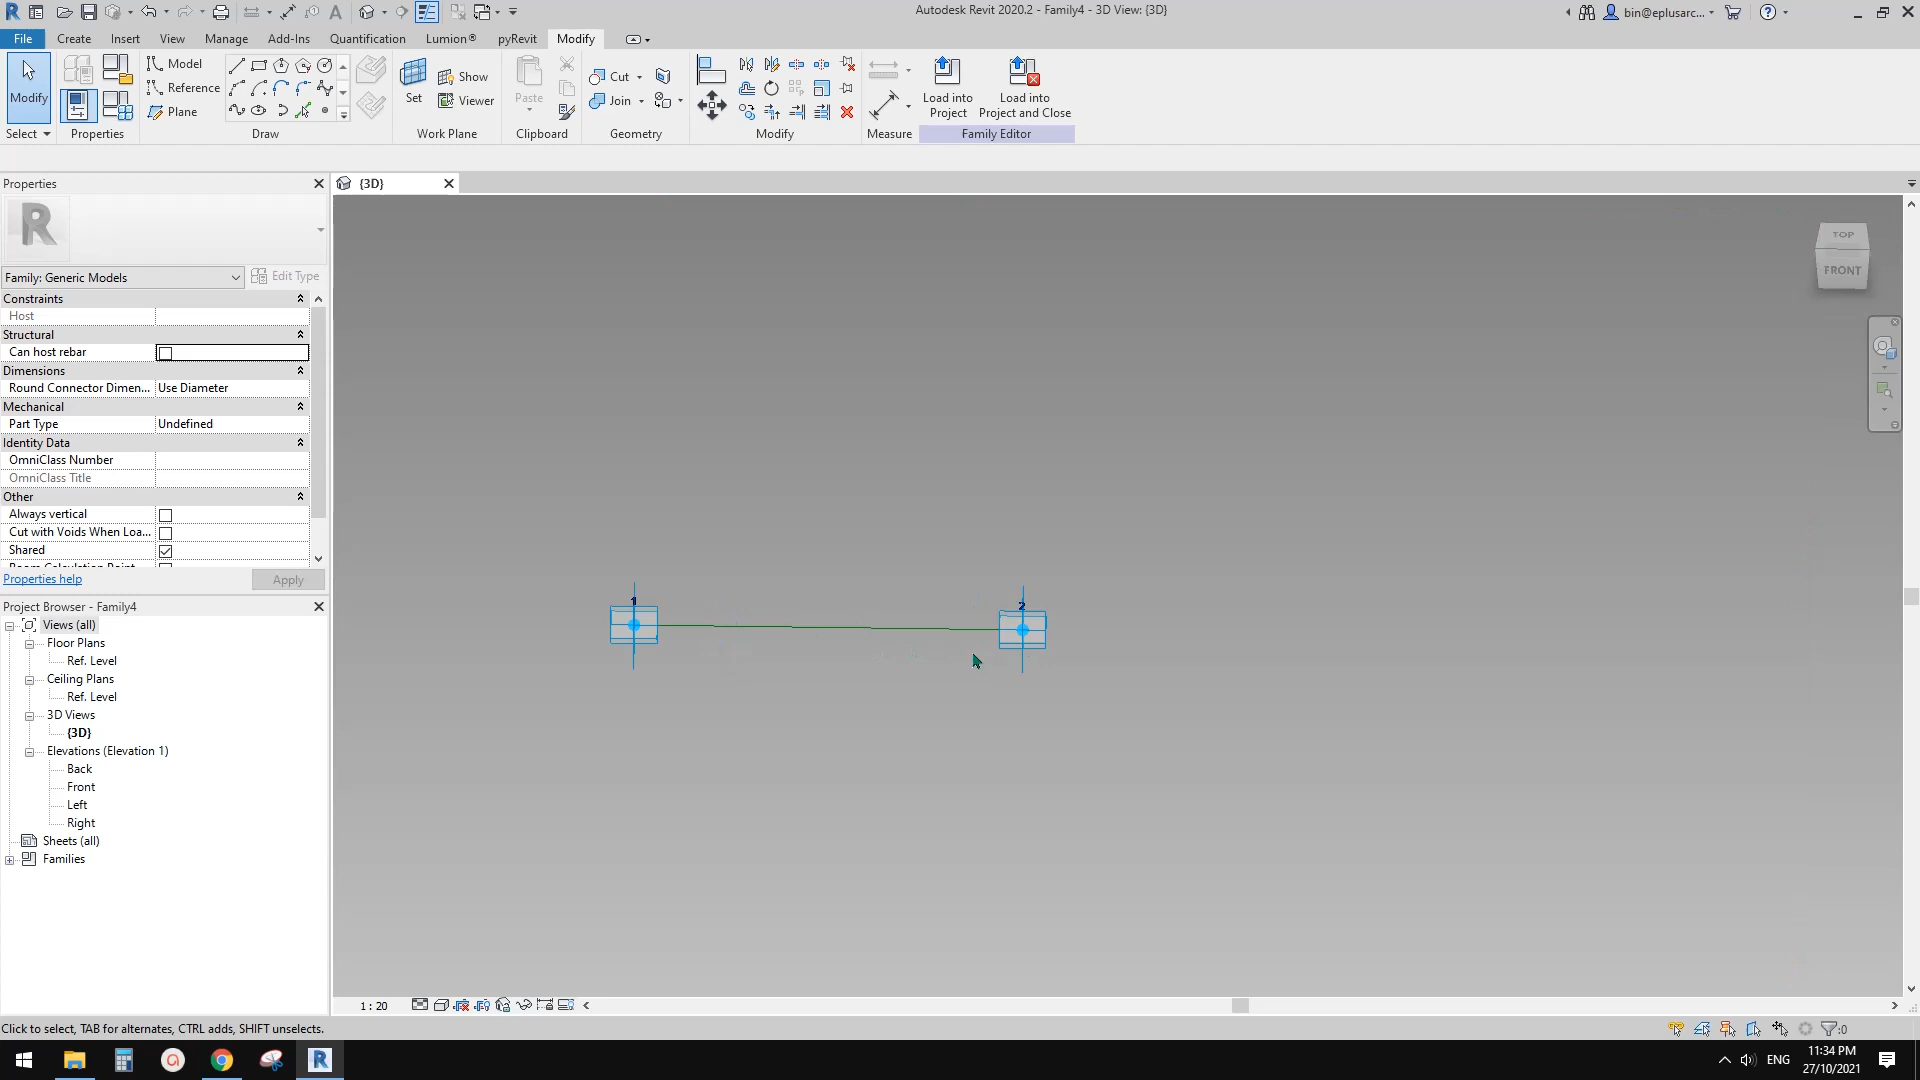 Autodesk Revit 2020.2 - Family4 - 3D View: {3D}
bin@eplusarc...
File
Create
Insert
View
Manage
Add-Ins
Quantification
Lumion®
pyRevit
Modify
Modify
Select
Properties
Model
Reference
Plane
Draw
Set
Show
Viewer
Work Plane
Paste
Clipboard
Cut
Join
Geometry
Modify
Measure
Load into
Project
Load into
Project and Close
Family Editor
Properties
{3D}
R
Family: Generic Models
Edit Type
Constraints
Host
Structural
Can host rebar
Dimensions
Round Connector Dimen... Use Diameter
Mechanical
Part Type Undefined
Identity Data
OmniClass Number
OmniClass Title
Other
Always vertical
Cut with Voids When Loa...
Shared
Properties help
Apply
Project Browser - Family4
Views (all)
Floor Plans
Ref. Level
Ceiling Plans
Ref. Level
3D Views
{3D}
Elevations (Elevation 1)
Back
Front
Left
Right
Sheets (all)
Families
TOP
FRONT
1
2
1 : 20
Click to select, TAB for alternates, CTRL adds, SHIFT unselects.
:0
ENG
11:34 PM
27/10/2021